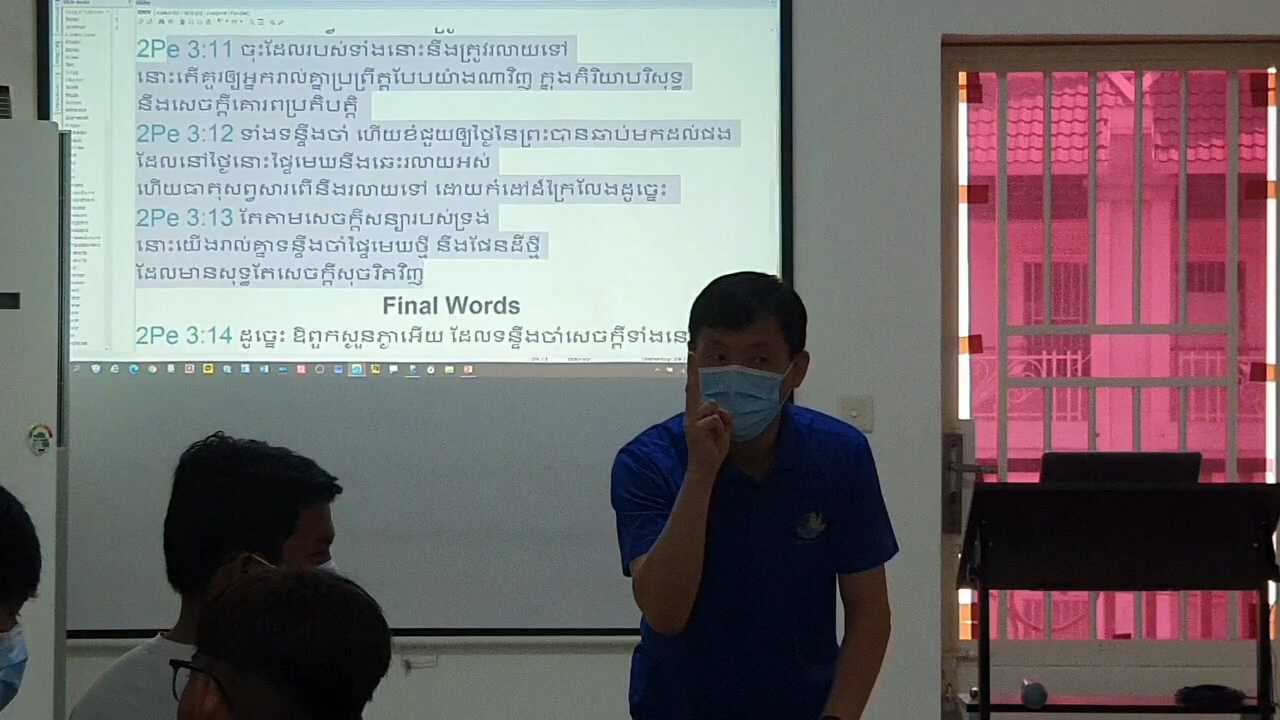 2Pe 3:11 ចុះដែលរបស់ទាំងនោះនឹងត្រូវរលាយទៅ
នោះតើគួរឲ្យអ្នករាល់គ្នាប្រព្រឹត្តបែបយ៉ាងណាវិញ ក្នុងកិរិយាបរិសុទ្ធ
នឹងសេចក្ដីគោរពប្រតិបត្តិ
2Pe 3:12 ទាំងទន្ទឹងចាំ ហើយខំជួយឲ្យថ្ងៃនៃព្រះបានឆាប់មកដល់ផង
ដែលនៅថ្ងៃនោះផ្ទៃមេឃនឹងឆេះរលាយអស់
ហើយធាតុសព្វសារពើនឹងរលាយទៅ ដោយកំដៅដ៏ក្រៃលែងដូច្នេះ
2Pe 3:13 តែតាមសេចក្ដីសន្យារបស់ទ្រង់
នោះយើងរាល់គ្នាទន្ទឹងចាំផ្ទៃមេឃថ្មី នឹងផែនដីថ្មី
ដែលមានសុទ្ធតែសេចក្ដីសុចរិតវិញ
Final Words
2Pe 3:14 ដូច្នេះ ឱពួកស្ងួនភ្ងាអើយ ដែលទន្ទឹងចាំសេចក្ដីទាំងនោ